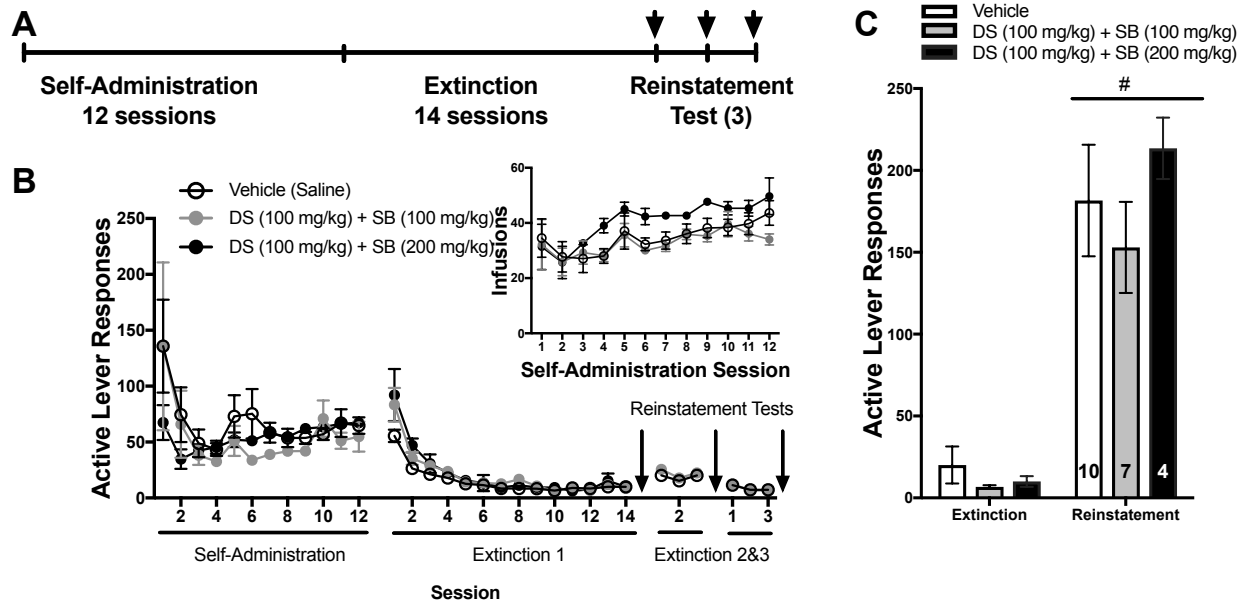 A
Self-Administration
12 sessions
Extinction
14 sessions
Reinstatement
Test (3)
B
Vehicle (Saline)
DS (100 mg/kg) + SB (100 mg/kg)
DS (100 mg/kg) + SB (200 mg/kg)
Active Lever Responses
250
200
150
100
50
0
2 4 6 8 10 12
2 4 6 8 10 12 14
2
1 3
Self-Administration
Extinction 1
Extinction 2&3
Session
Reinstatement Tests
Infusions
60
40
20
0
1 2 3 4 5 6 7 8 9 10 11 12
Self-Administration Session
C
Vehicle
DS (100 mg/kg) + SB (100 mg/kg)
DS (100 mg/kg) + SB (200 mg/kg)
Active Lever Responses
250
200
150
100
50
0
#
10 7 4
Extinction
Reinstatement